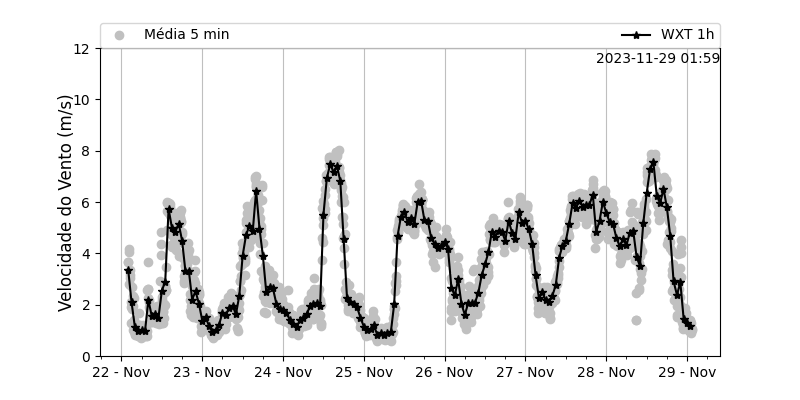 Média 5 min
WXT 1h
2023-11-29 01:59
Velocidade do Vento (m/s)
12
10
8
6
4
2
0
22 - Nov
23 - Nov
24 - Nov
25 - Nov
26 - Nov
27 - Nov
28 - Nov
29 - Nov